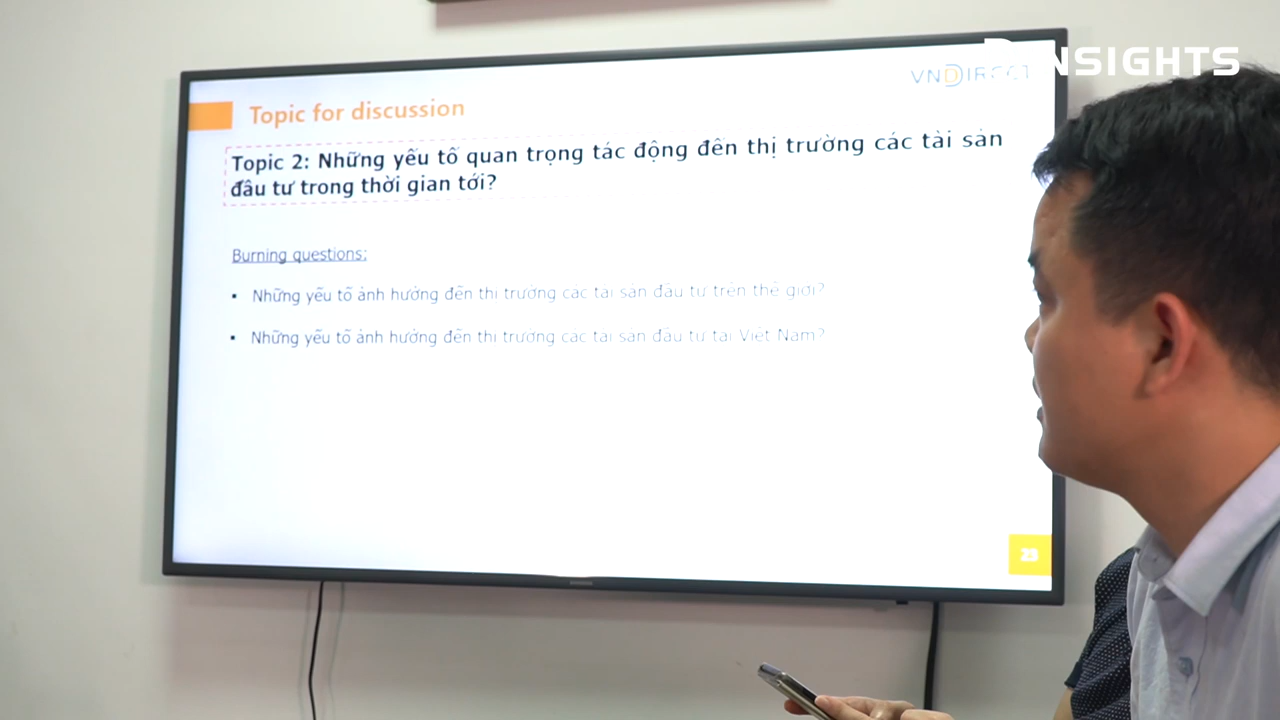 INSIGHTS
VNDIRECT
Topic for discussion
Topic 2: Những yếu tố quan trọng tác động đến thị trường các tài sản
đầu tư trong thời gian tới?
Burning questions:
▪ Những yếu tố ảnh hưởng đến thị trường các tài sản đầu tư trên thế giới?
▪ Những yếu tố ảnh hưởng đến thị trường các tài sản đầu tư tại Việt Nam?
23